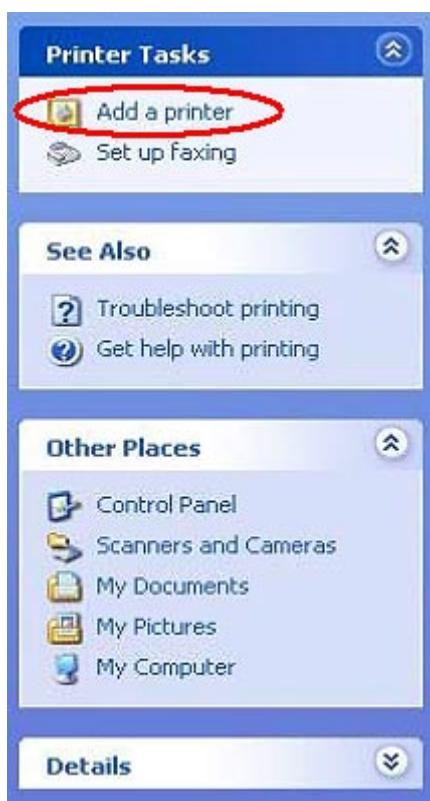 Printer Tasks
Add a printer
Set up faxing
See Also
Troubleshoot printing
Get help with printing
Other Places
Control Panel
Scanners and Cameras
My Documents
My Pictures
My Computer
Details